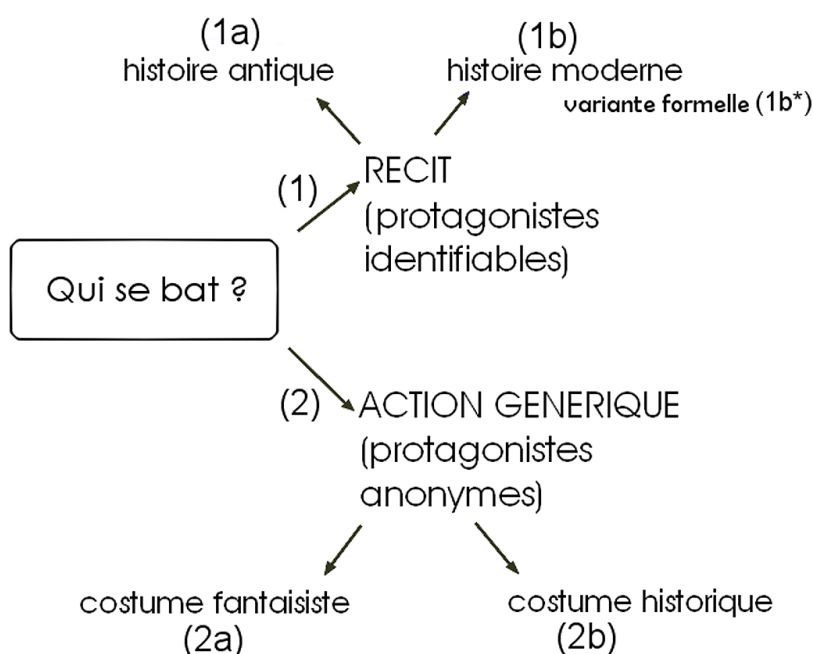 (1a)
histoire antique
(1b)
histoire moderne
variante formelle (1b*)
(1)
RECIT
(protagonistes
identifiables)
Qui se bat ?
(2)
ACTION GENERIQUE
(protagonistes
anonymes)
costume fantaisiste
(2a)
costume historique
(2b)